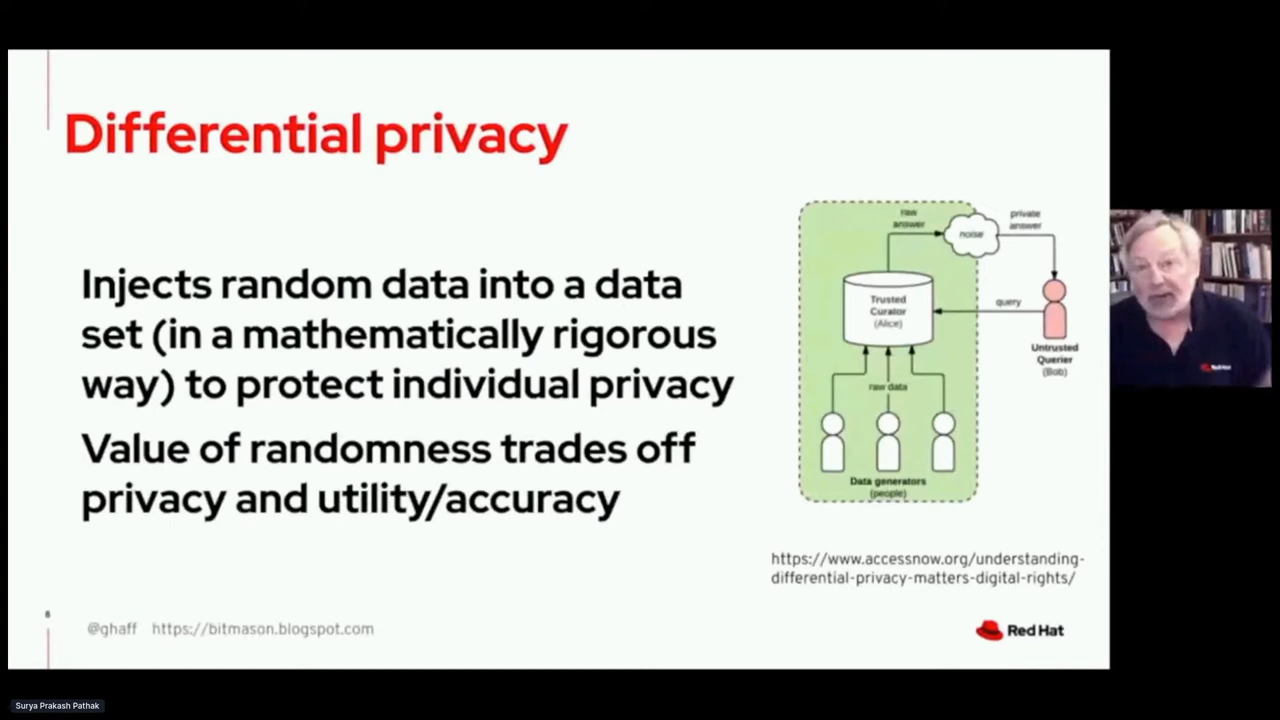 Differential privacy
Injects random data into a data
set (in a mathematically rigorous
way) to protect individual privacy
Value of randomness trades off
privacy and utility/accuracy
raw
answer
noise
private
answer
Trusted
Curator
(Alice)
query
Untrusted
Querier
(Bob)
raw data
Data generators
(people)
https://www.accessnow.org/understanding-
differential-privacy-matters-digital-rights/
@ghaff https://bitmason.blogspot.com
Red Hat
Red Hat
Surya Prakash Pathak